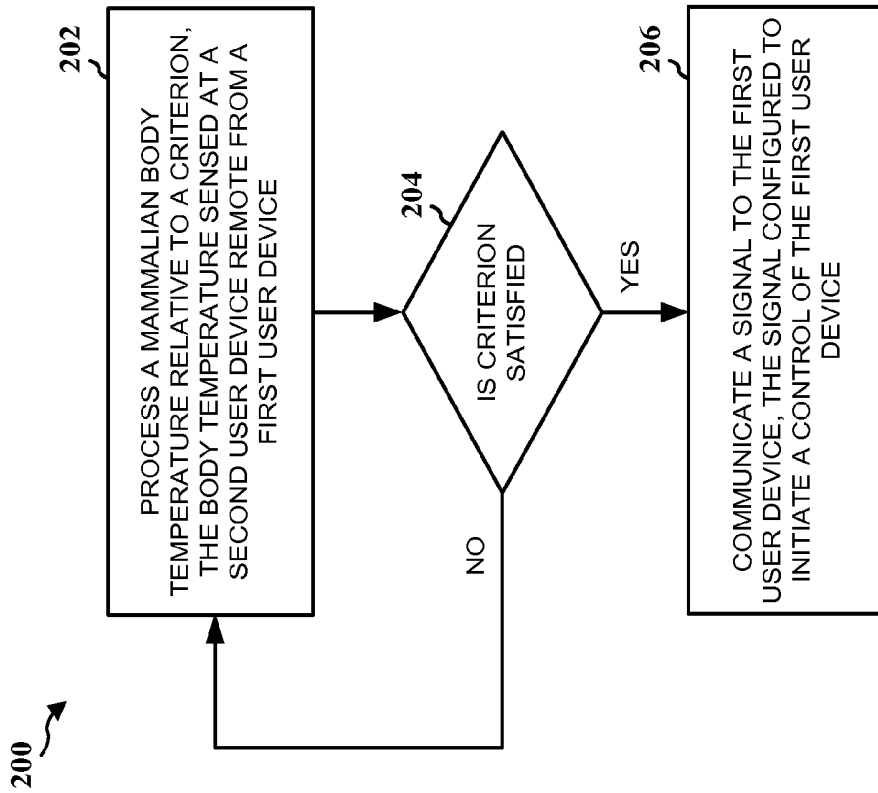 200
202
PROCESS A MAMMALIAN BODY
TEMPERATURE RELATIVE TO A CRITERION,
THE BODY TEMPERATURE SENSED AT A
SECOND USER DEVICE REMOTE FROM A
FIRST USER DEVICE
204
IS CRITERION
SATISFIED
NO
YES
206
COMMUNICATE A SIGNAL TO THE FIRST
USER DEVICE, THE SIGNAL CONFIGURED TO
INITIATE A CONTROL OF THE FIRST USER
DEVICE